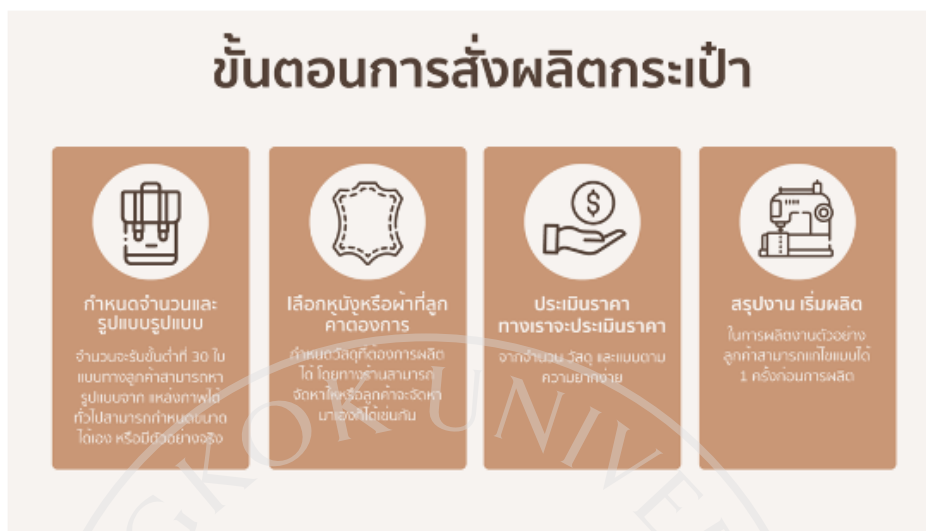 ขั้นตอนการสั่งผลิตกระเป๋า
กำหนดจำนวนและ
รูปแบบรูปแบบ
จำนวนจะรับขั้นต่ำที่ 30 ใบ
แบบทางลูกค้าสามารถหา
รูปแบบจาก แหล่งภาพได้
ทั่วไปสามารถกำหนดขนาด
ได้เอง หรือมีตัวอย่างจริง
เลือกหนังหรือผ้าที่ลูก
ค้าต้องการ
กำหนดวัสดุที่ต้องการผลิต
ได้ โดยทางร้านสามารถ
จัดหาให้หรือลูกค้าจะจัดหา
มาเองก็ได้เช่นกัน
ประเมินราคา
ทางเราจะประเมินราคา
จากจำนวน วัสดุ และแบบตาม
ความยากง่าย
สรุปงาน เริ่มผลิต
ในการผลิตงานตัวอย่าง
ลูกค้าสามารถแก้ไขแบบได้
1 ครั้งก่อนการผลิต
GKOK UNIVE